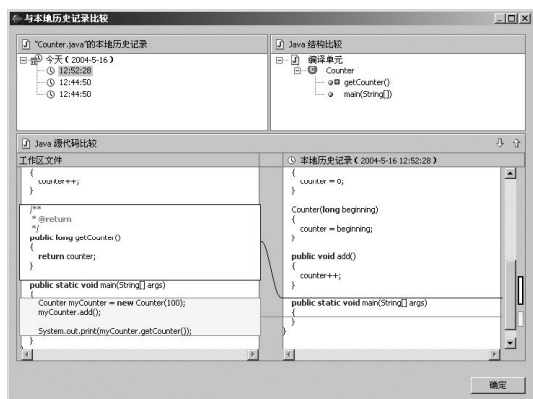 与本地历史记录比较
"Counter.java"的本地历史记录
今天 ( 2004-5-16 )
12:52:28
12:44:50
12:44:50
Java 结构比较
编译单元
Counter
getCounter()
main(String[])
Java 源代码比较
工作区文件
{
counter++;
}
/**
* @return
*/
public long getCounter()
{
return counter;
}
public static void main(String[] args)
{
Counter myCounter = new Counter(100);
myCounter.add();
System.out.print(myCounter.getCounter());
}
本地历史记录 ( 2004-5-16 12:52:28 )
{
counter = 0;
}
Counter(long beginning)
{
counter = beginning;
}
public void add()
{
counter++;
}
public static void main(String[] args)
{
}
}
确定